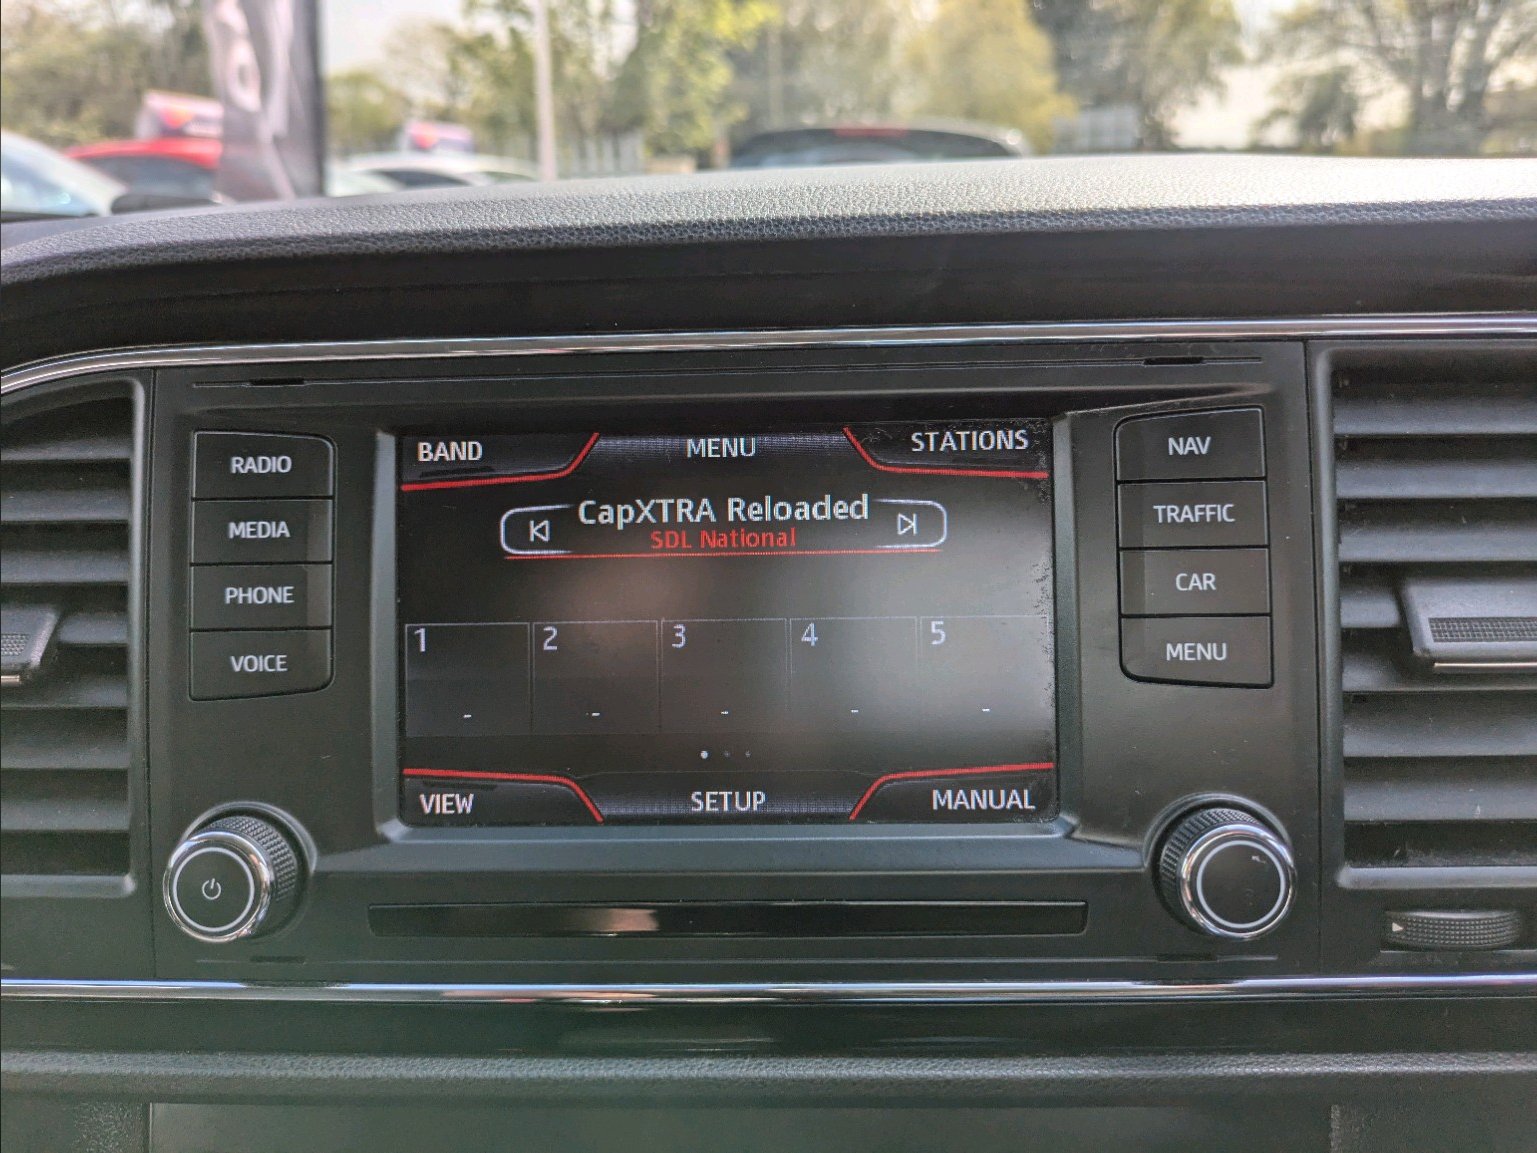 RADIO
MEDIA
PHONE
VOICE
BAND
MENU
STATIONS
CapXTRA Reloaded
SDL National
1
2
3
4
5
-
-
-
-
-
VIEW
SETUP
MANUAL
NAV
TRAFFIC
CAR
MENU